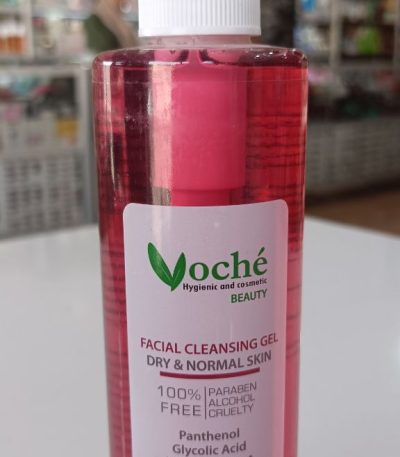 Voché
Hygienic and cosmetic
BEAUTY
FACIAL CLEANSING GEL
DRY & NORMAL SKIN
100% FREE
PARABEN
ALCOHOL
CRUELTY
Panthenol
Glycolic Acid